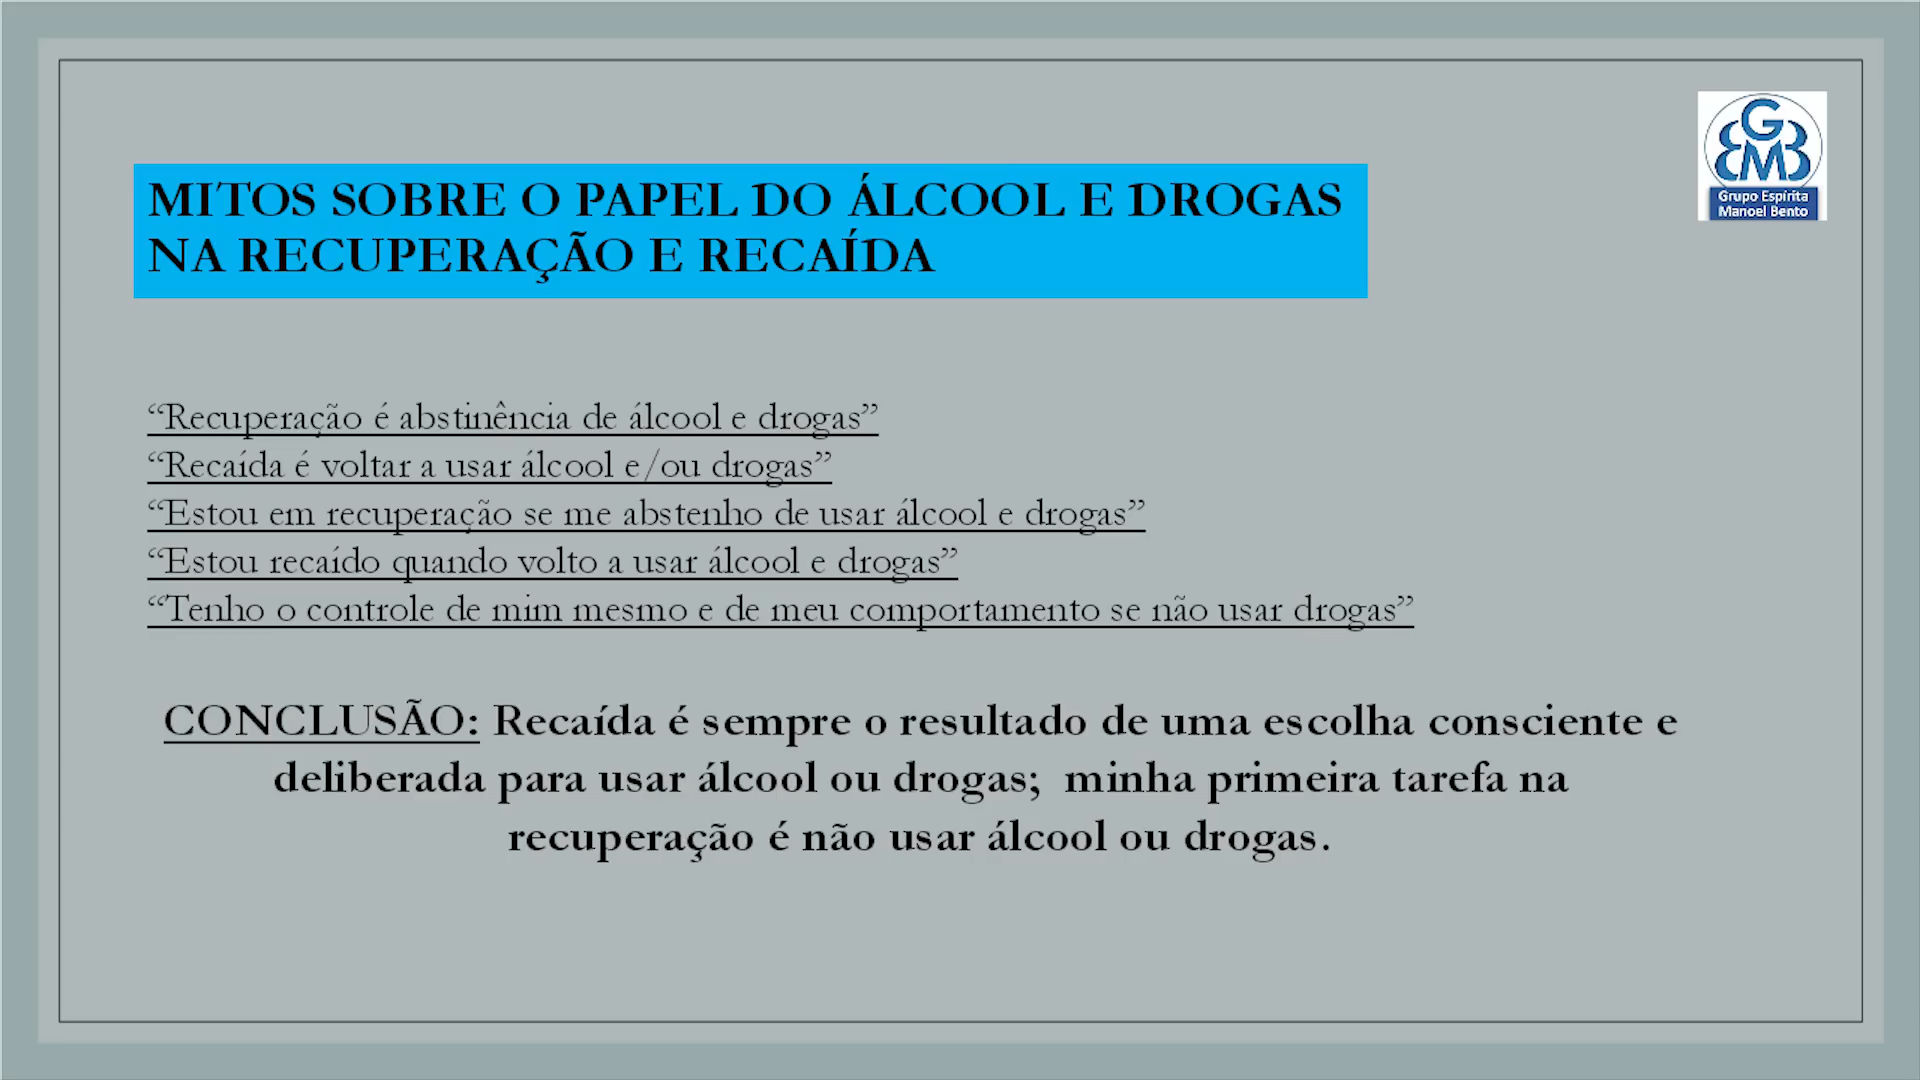 GEMB
Grupo Espírita
Manoel Bento
MITOS SOBRE O PAPEL DO ÁLCOOL E DROGAS
NA RECUPERAÇÃO E RECAÍDA
“Recuperação é abstinência de álcool e drogas”
“Recaída é voltar a usar álcool e/ou drogas”
“Estou em recuperação se me abstenho de usar álcool e drogas”
“Estou recaído quando volto a usar álcool e drogas”
“Tenho o controle de mim mesmo e de meu comportamento se não usar drogas”
CONCLUSÃO: Recaída é sempre o resultado de uma escolha consciente e
deliberada para usar álcool ou drogas; minha primeira tarefa na
recuperação é não usar álcool ou drogas.